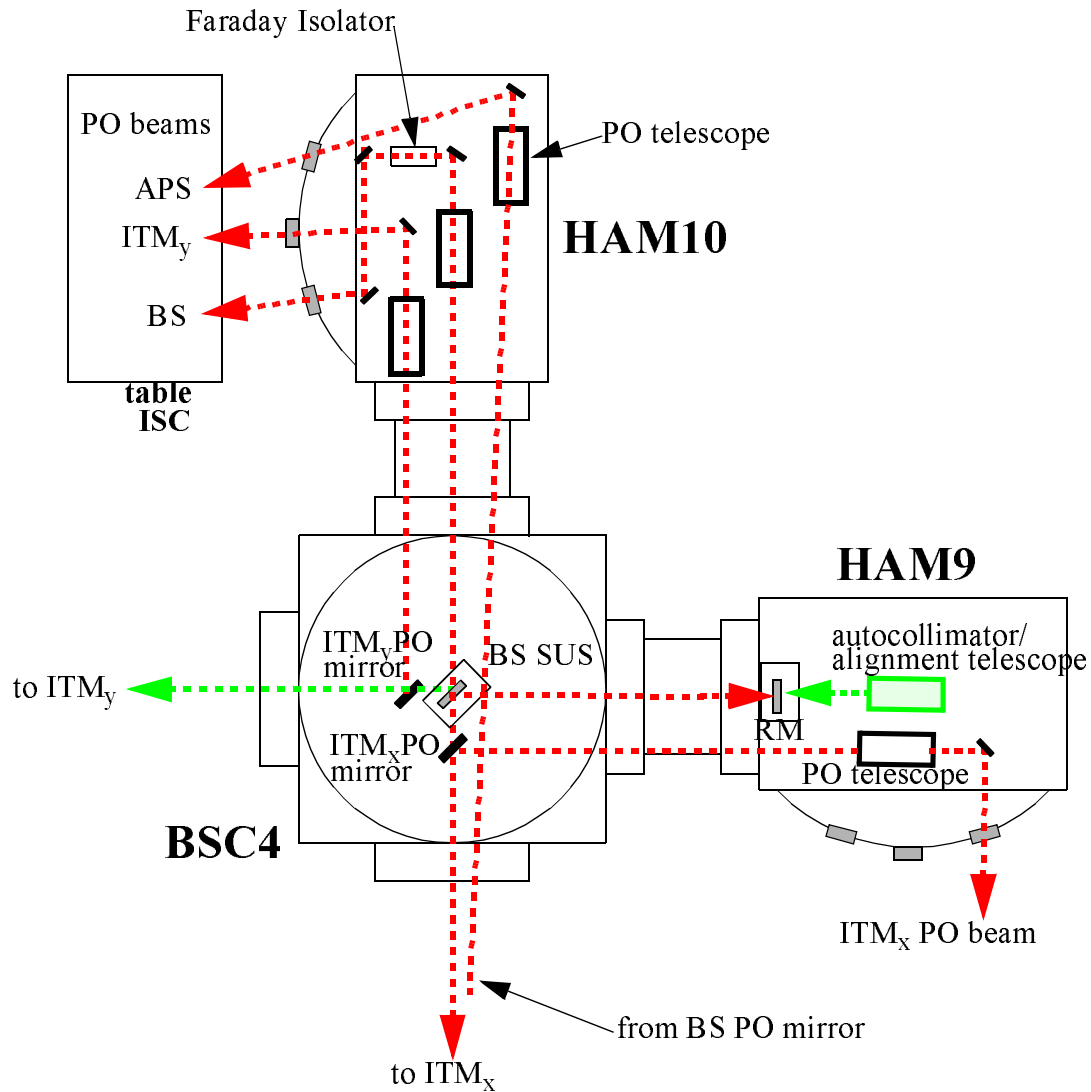 Faraday Isolator
PO beams
PO telescope
APS
HAM10
ITMy
BS
table
ISC
HAM9
ITMyPO
mirror
BS SUS
autocollimator/
alignment telescope
to ITMy
RM
ITMxPO
mirror
PO telescope
BSC4
ITMx PO beam
from BS PO mirror
to ITMx